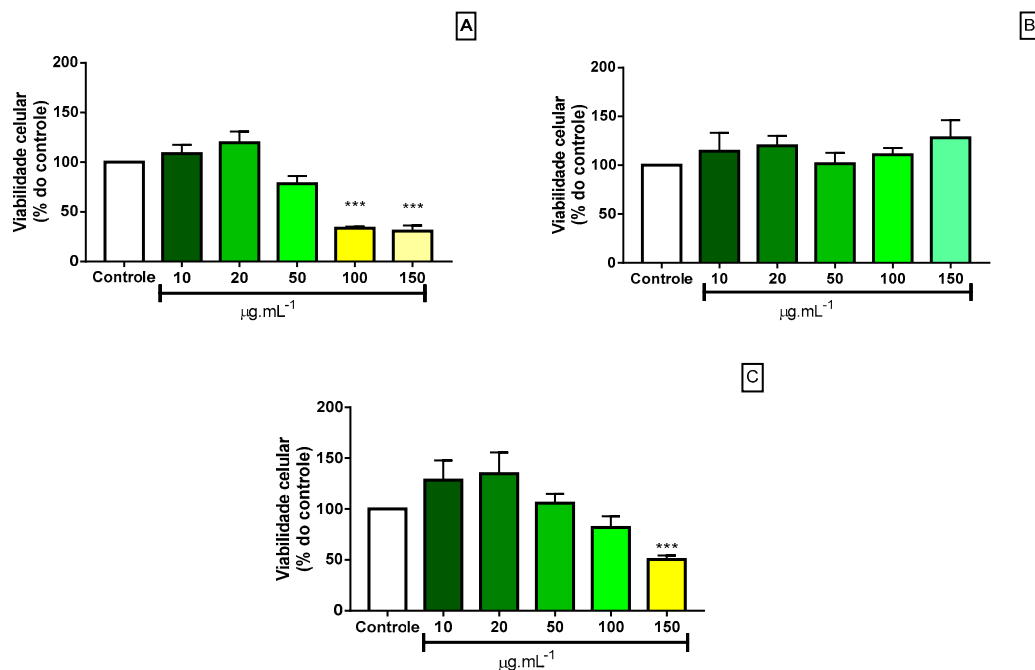 A
200
150
100
50
0
Viabilidade celular
(% do controle)
***
***
Controle 10 20 50 100 150
µg.mL-1
B
200
150
100
50
0
Viabilidade celular
(% do controle)
Controle 10 20 50 100 150
µg.mL-1
C
200
150
100
50
0
Viabilidade celular
(% do controle)
***
Controle 10 20 50 100 150
µg.mL-1